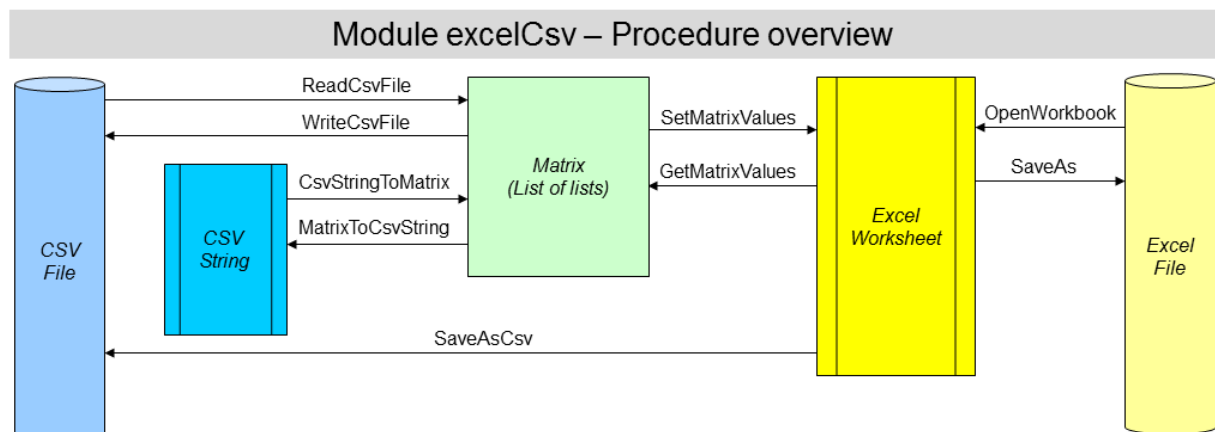 Module excelCsv – Procedure overview
ReadCsvFile
WriteCsvFile
SetMatrixValues
OpenWorkbook
Matrix
(List of lists)
CsvStringToMatrix
GetMatrixValues
SaveAs
MatrixToCsvString
CSV
String
CSV
File
Excel
Worksheet
Excel
File
SaveAsCsv